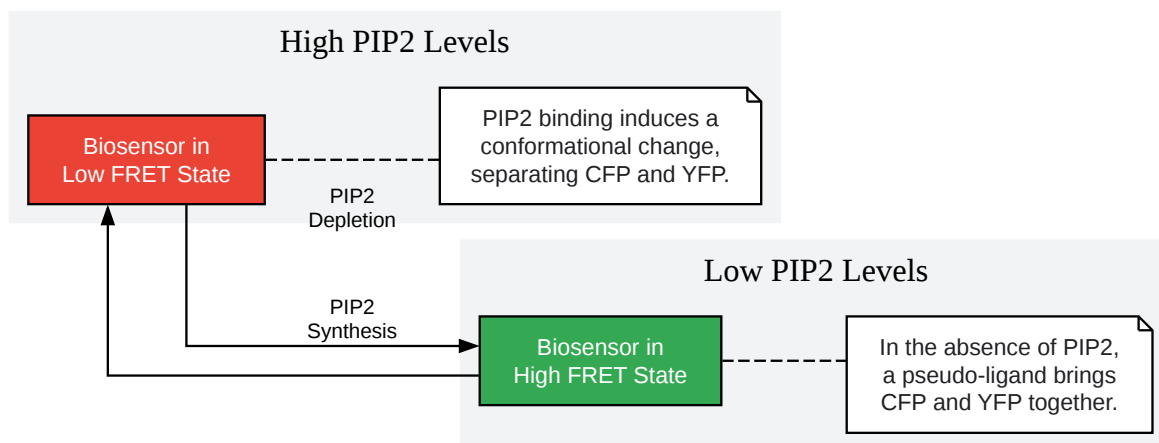 High PIP2 Levels
Biosensor in
Low FRET State
PIP2 binding induces a
conformational change,
separating CFP and YFP.
PIP2
Depletion
Low PIP2 Levels
PIP2
Synthesis
Biosensor in
High FRET State
In the absence of PIP2,
a pseudo-ligand brings
CFP and YFP together.